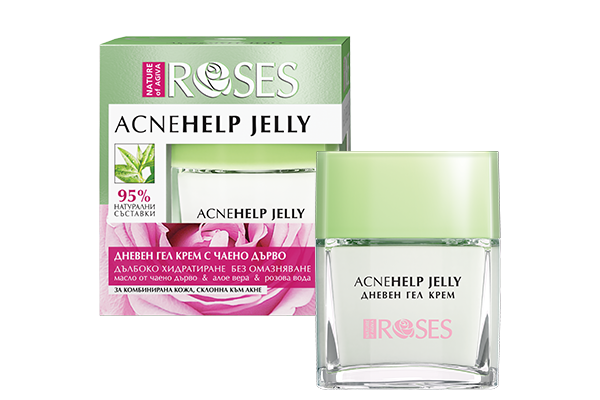 NATURE
of AGIVA
ROSES
ACNEHELP JELLY
95%
НАТУРАЛНИ
СЪСТАВКИ
ACNEHELP JELLY
ДНЕВЕН ГЕЛ КРЕМ С ЧАЕНО ДЪРВО
ДЪЛБОКО ХИДРАТИРАНЕ БЕЗ ОМАЗНЯВАНЕ
масло от чаено дърво & алое вера & розова вода
ЗА КОМБИНИРАНА КОЖА, СКЛОННА КЪМ АКНЕ
ACNEHELP JELLY
ДНЕВЕН ГЕЛ КРЕМ
ROSES